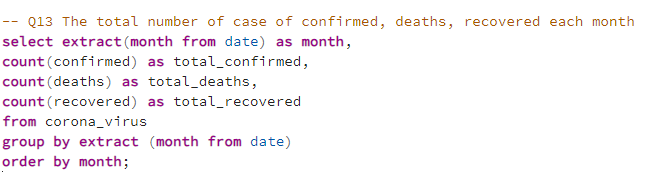 -- Q13 The total number of case of confirmed, deaths, recovered each month
select extract(month from date) as month,
count(confirmed) as total_confirmed,
count(deaths) as total_deaths,
count(recovered) as total_recovered
from corona_virus
group by extract (month from date)
order by month;